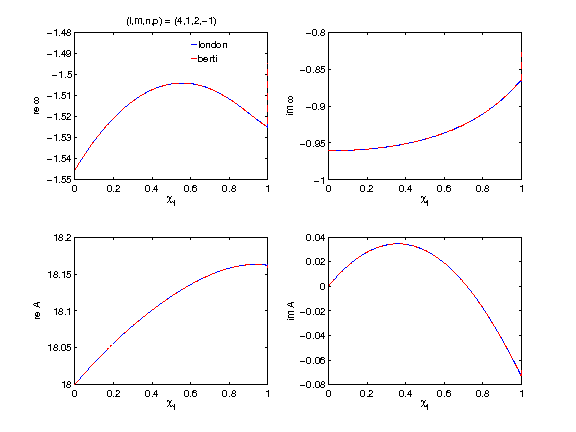 (l,m,n,p) = (4,1,2,−1)
−1.48
−1.49
−1.5
−1.51
−1.52
−1.53
−1.54
−1.55
re ω
london
berti
0 0.2 0.4 0.6 0.8 1
χf
−0.8
−0.85
−0.9
−0.95
−1
im ω
0 0.2 0.4 0.6 0.8 1
χf
18.2
18.15
18.1
18.05
18
re A
0 0.2 0.4 0.6 0.8 1
χf
0.04
0.02
0
−0.02
−0.04
−0.06
−0.08
im A
0 0.2 0.4 0.6 0.8 1
χf